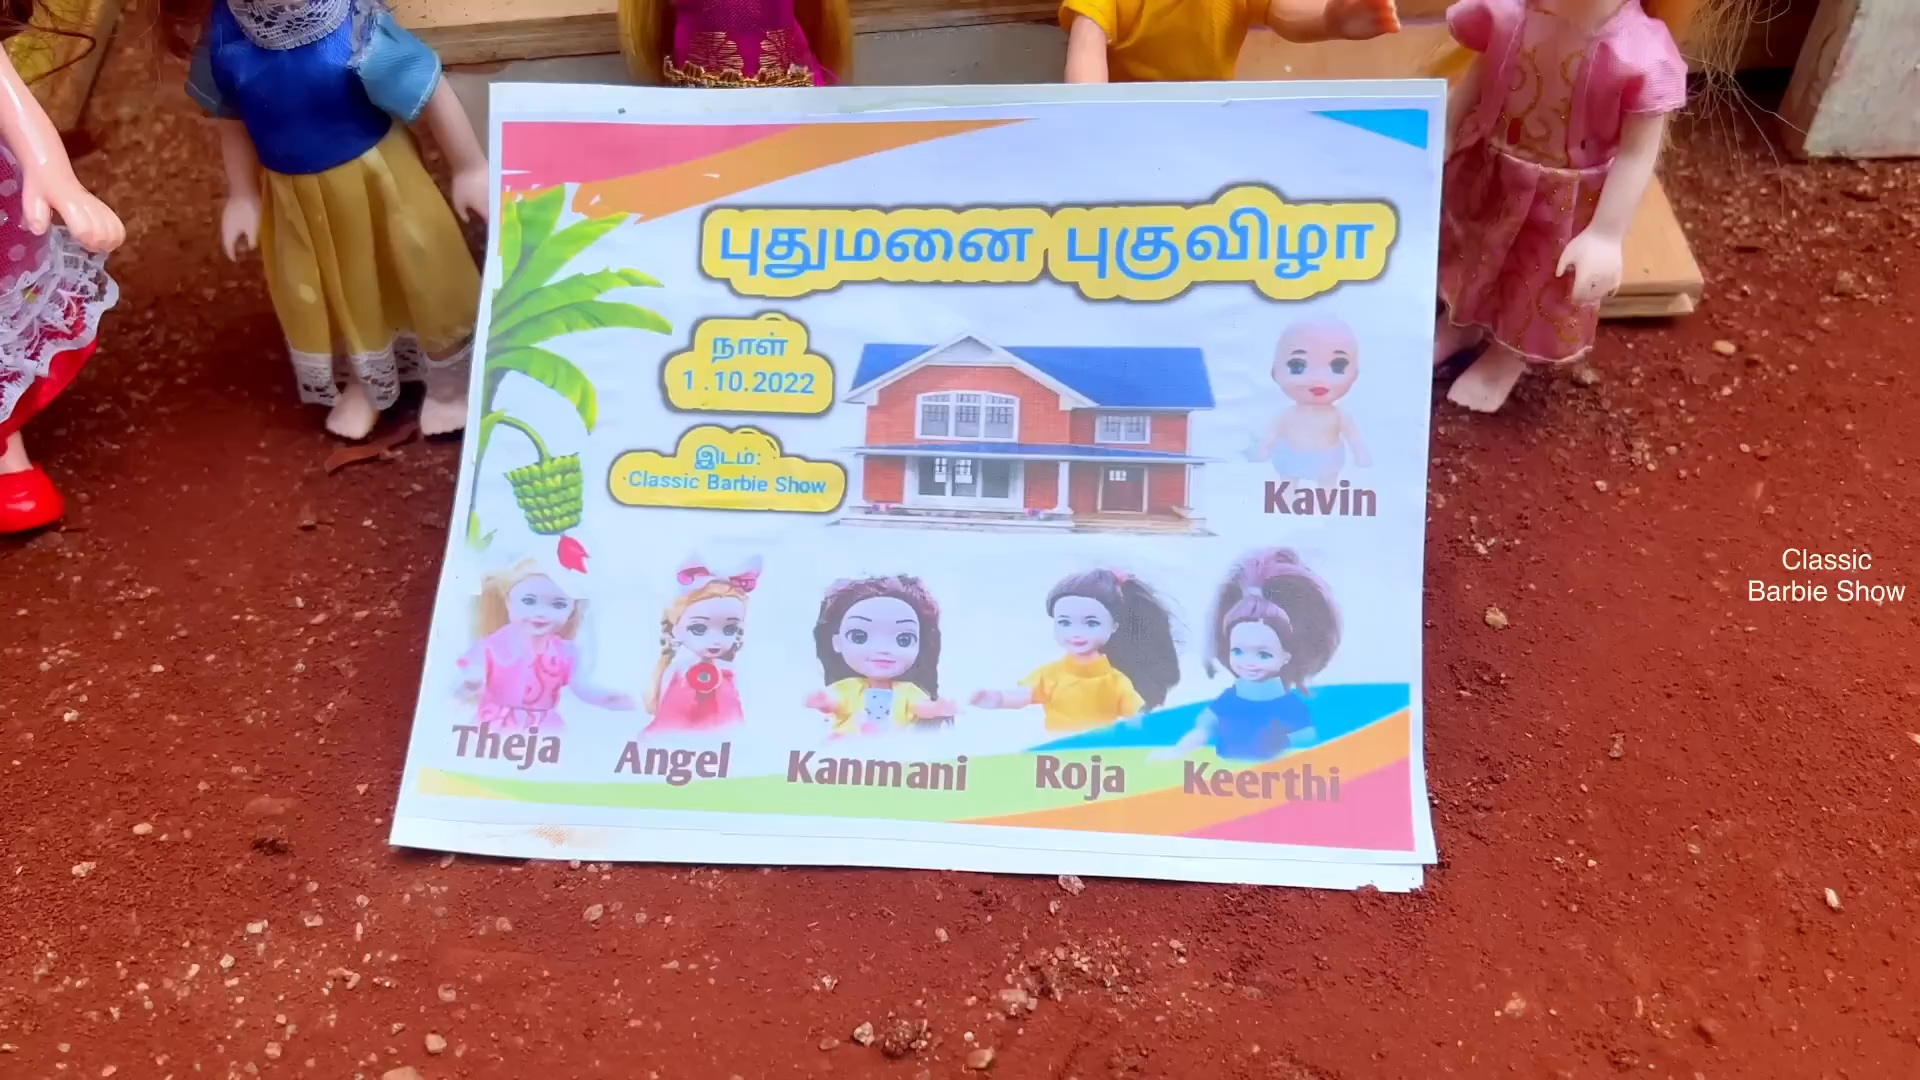 புதுமனை புகுவிழா
நாள்
1.10.2022
இடம்:
Classic Barbie Show
Kavin
Theja
Angel
Kanmani
Roja
Keerthi
Classic
Barbie Show